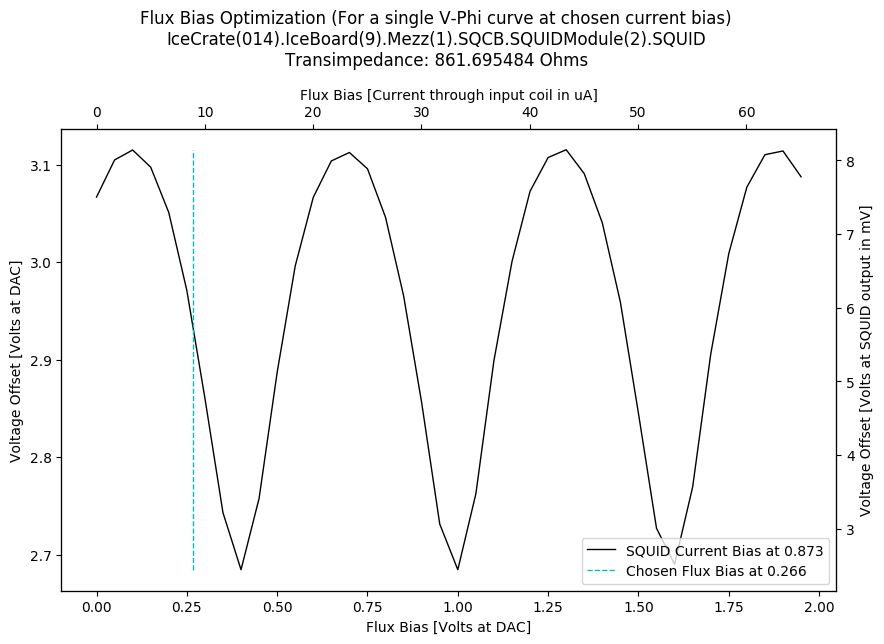 Flux Bias Optimization (For a single V-Phi curve at chosen current bias)
IceCrate(014).IceBoard(9).Mezz(1).SQCB.SQUIDModule(2).SQUID
Transimpedance: 861.695484 Ohms
Flux Bias [Current through input coil in uA]
0 10 20 30 40 50 60
Voltage Offset [Volts at DAC]
3.1
3.0
2.9
2.8
2.7
8
7
6
5
4
3
Voltage Offset [Volts at SQUID output in mV]
SQUID Current Bias at 0.873
Chosen Flux Bias at 0.266
0.00 0.25 0.50 0.75 1.00 1.25 1.50 1.75 2.00
Flux Bias [Volts at DAC]